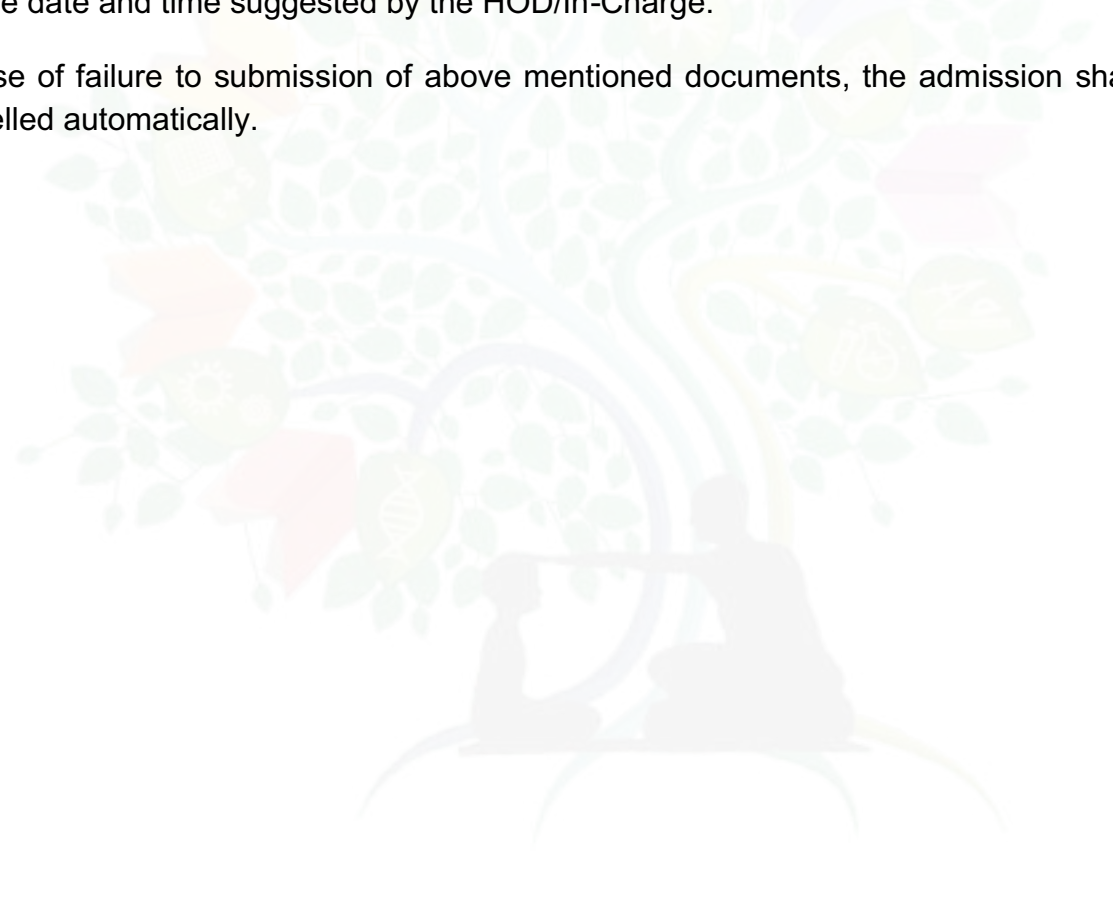 e date and time suggested by the HOD/In-Charge.
se of failure to submission of above mentioned documents, the admission sha
elled automatically.